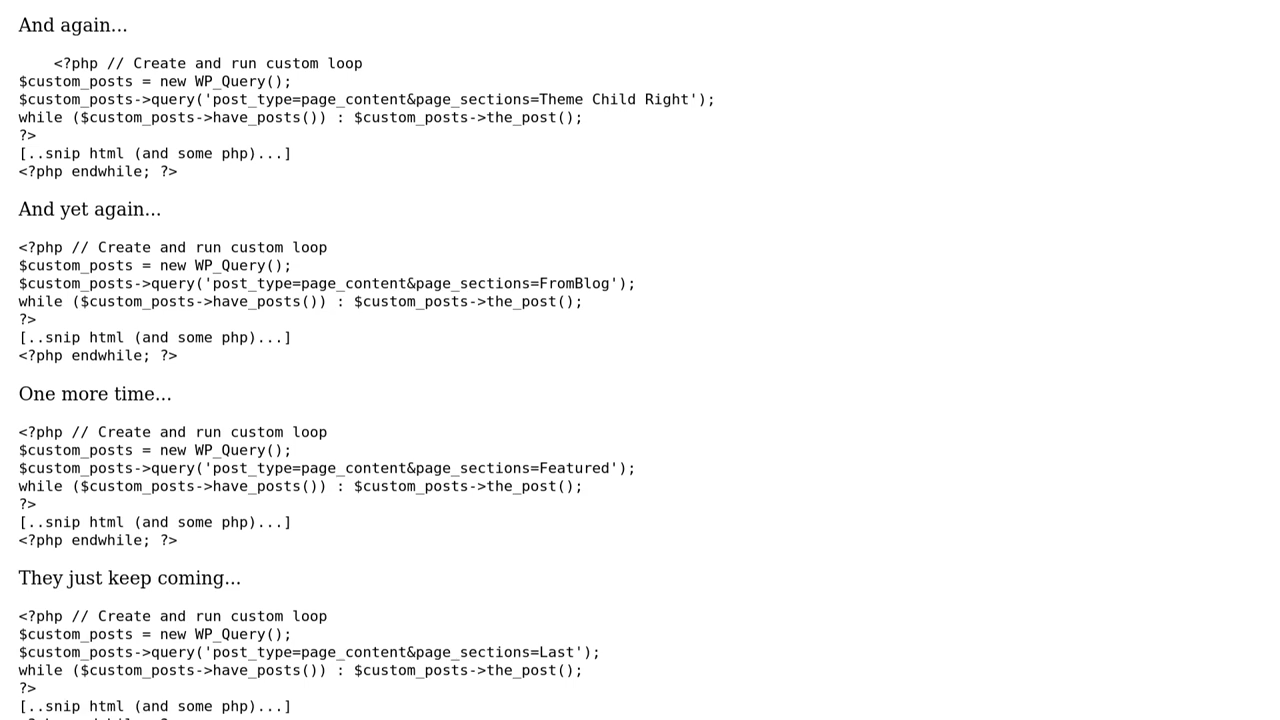 And again...
<?php // Create and run custom loop
$custom_posts = new WP_Query();
$custom_posts->query('post_type=page_content&page_sections=Theme Child Right');
while ($custom_posts->have_posts()) : $custom_posts->the_post();
?>
[..snip html (and some php)...]
<?php endwhile; ?>
And yet again...
<?php // Create and run custom loop
$custom_posts = new WP_Query();
$custom_posts->query('post_type=page_content&page_sections=FromBlog');
while ($custom_posts->have_posts()) : $custom_posts->the_post();
?>
[..snip html (and some php)...]
<?php endwhile; ?>
One more time...
<?php // Create and run custom loop
$custom_posts = new WP_Query();
$custom_posts->query('post_type=page_content&page_sections=Featured');
while ($custom_posts->have_posts()) : $custom_posts->the_post();
?>
[..snip html (and some php)...]
<?php endwhile; ?>
They just keep coming...
<?php // Create and run custom loop
$custom_posts = new WP_Query();
$custom_posts->query('post_type=page_content&page_sections=Last');
while ($custom_posts->have_posts()) : $custom_posts->the_post();
?>
[..snip html (and some php)...]